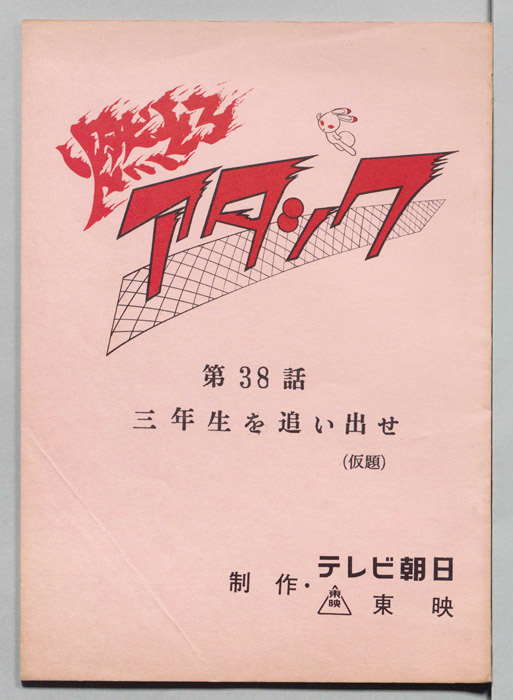 燃えろ
アタック
第38話
三年生を追い出せ
(仮題)
制作・テレビ朝日
東映 東映